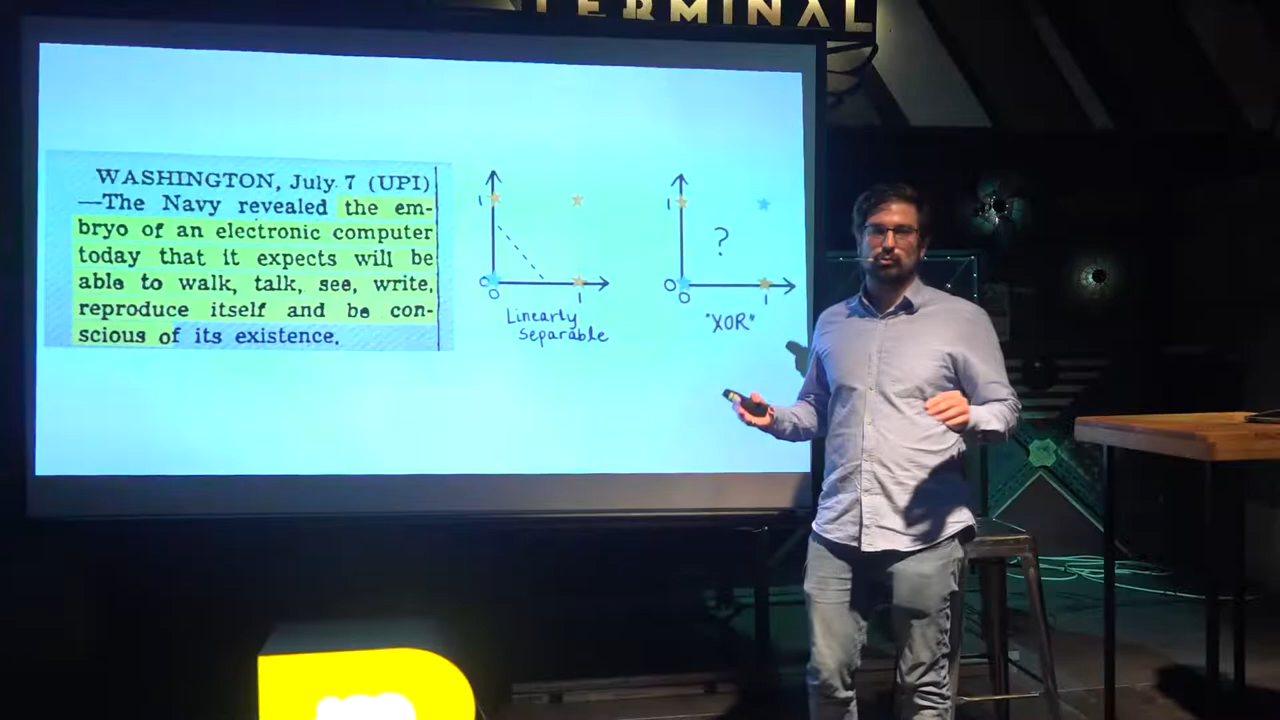 TERMINAL
WASHINGTON, July 7 (UPI)
—The Navy revealed the em-
bryo of an electronic computer
today that it expects will be
able to walk, talk, see, write,
reproduce itself and be con-
scious of its existence.
1
0
0
1
Linearly
separable
1
?
0
0
1
"XOR"